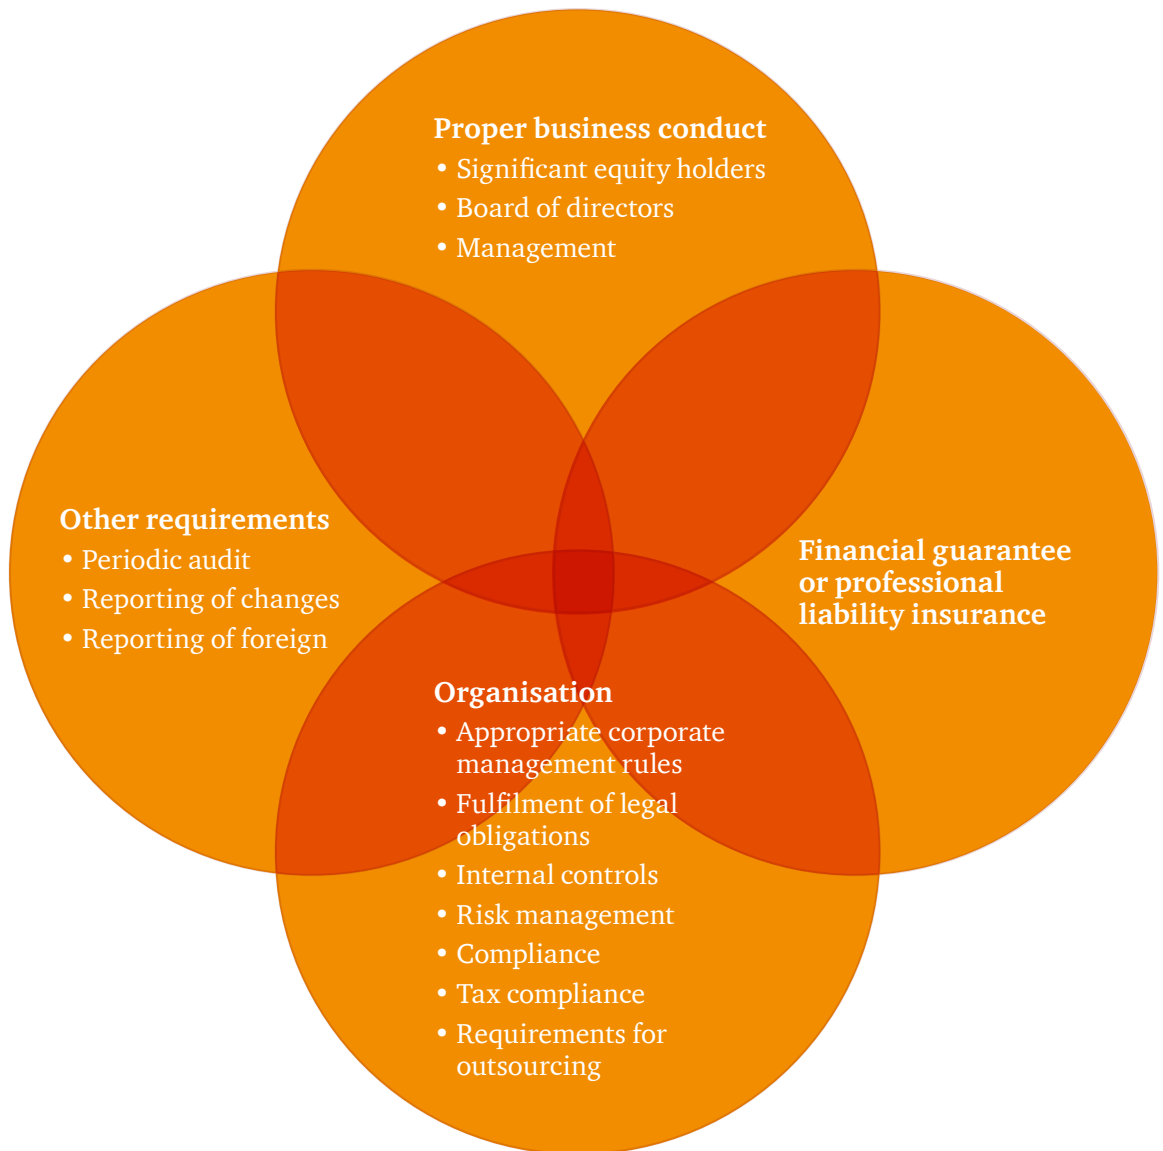 Proper business conduct
• Significant equity holders
• Board of directors
• Management
Other requirements
• Periodic audit
• Reporting of changes
• Reporting of foreign
Financial guarantee
or professional
liability insurance
Organisation
• Appropriate corporate
management rules
• Fulfilment of legal
obligations
• Internal controls
• Risk management
• Compliance
• Tax compliance
• Requirements for
outsourcing